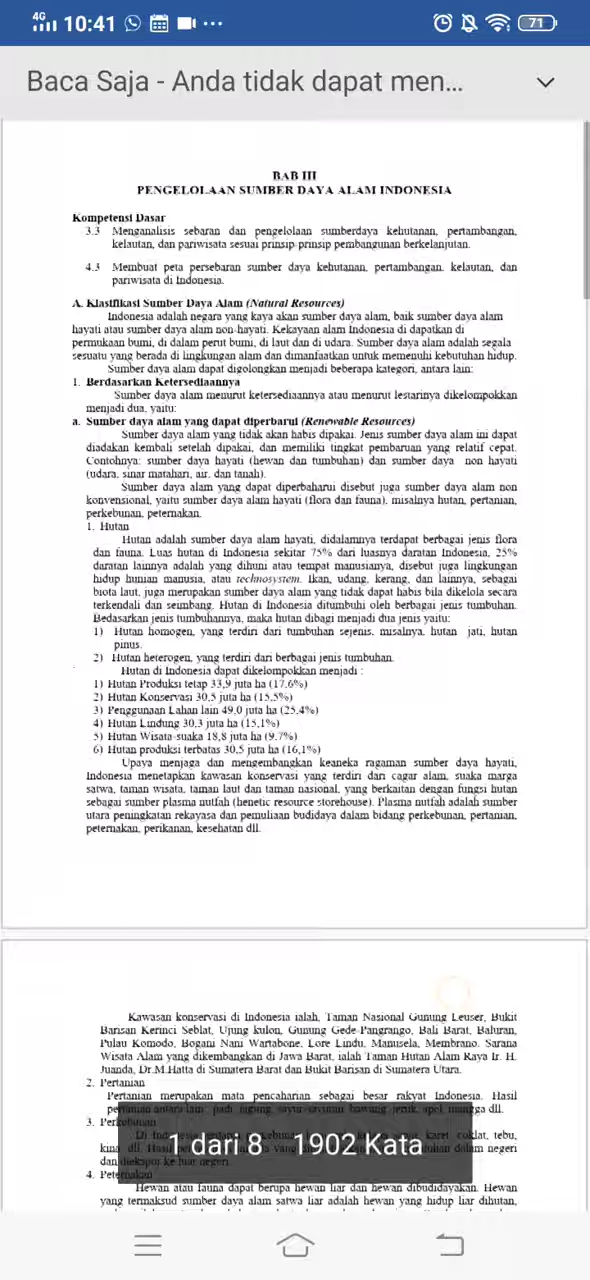 4G 10:41 71
Baca Saja - Anda tidak dapat men...
BAB III
PENGELOLAAN SUMBER DAYA ALAM INDONESIA
Kompetensi Dasar
3.3 Menganalisis sebaran dan pengelolaan sumberdaya kehutanan, pertambangan,
kelautan, dan pariwisata sesuai prinsip-prinsip pembangunan berkelanjutan.
4.3 Membuat peta persebaran sumber daya kehutanan, pertambangan, kelautan, dan
pariwisata di Indonesia.
A. Klasifikasi Sumber Daya Alam (Natural Resources)
Indonesia adalah negara yang kaya akan sumber daya alam, baik sumber daya alam
hayati atau sumber daya alam non-hayati. Kekayaan alam Indonesia di dapatkan di
permukaan bumi, di dalam perut bumi, di laut dan di udara. Sumber daya alam adalah segala
sesuatu yang berada di lingkungan alam dan dimanfaatkan untuk memenuhi kebutuhan hidup.
Sumber daya alam dapat digolongkan menjadi beberapa kategori, antara lain:
1. Berdasarkan Ketersediaannya
Sumber daya alam menurut ketersediaannya atau menurut lestarinya dikelompokkan
menjadi dua, yaitu:
a. Sumber daya alam yang dapat diperbarui (Renewable Resources)
Sumber daya alam yang tidak akan habis dipakai. Jenis sumber daya alam ini dapat
diadakan kembali setelah dipakai, dan memiliki tingkat pembaruan yang relatif cepat.
Contohnya: sumber daya hayati (hewan dan tumbuhan) dan sumber daya non hayati
(udara, sinar matahari, air, dan tanah).
Sumber daya alam yang dapat diperbaharui disebut juga sumber daya alam non
konvensional, yaitu sumber daya alam hayati (flora dan fauna), misalnya hutan, pertanian,
perkebunan, peternakan.
1. Hutan
Hutan adalah sumber daya alam hayati, didalamnya terdapat berbagai jenis flora
dan fauna. Luas hutan di Indonesia sekitar 75% dari luasnya daratan Indonesia, 25%
daratan lainnya adalah yang dihuni atau tempat manusianya, disebut juga lingkungan
hidup hunian manusia, atau technosystem. Ikan, udang, kerang, dan lainnya, sebagai
biota laut, juga merupakan sumber daya alam yang tidak dapat habis bila dikelola secara
terkendali dan seimbang. Hutan di Indonesia ditumbuhi oleh berbagai jenis tumbuhan.
Bedasarkan jenis tumbuhannya, maka hutan dibagi menjadi dua jenis yaitu:
1) Hutan homogen, yang terdiri dari tumbuhan sejenis, misalnya, hutan jati, hutan
pinus.
2) Hutan heterogen, yang terdiri dari berbagai jenis tumbuhan.
Hutan di Indonesia dapat dikelompokkan menjadi :
1) Hutan Produksi tetap 33,9 juta ha (17,6%)
2) Hutan Konservasi 30,5 juta ha (15,5%)
3) Penggunaan Lahan lain 49,0 juta ha (25,4%)
4) Hutan Lindung 30,3 juta ha (15,1%)
5) Hutan Wisata-suaka 18,8 juta ha (9,7%)
6) Hutan produksi terbatas 30,5 juta ha (16,1%)
Upaya menjaga dan mengembangkan keaneka ragaman sumber daya hayati,
Indonesia menetapkan kawasan konservasi yang terdiri dari cagar alam, suaka marga
satwa, taman wisata, taman laut dan taman nasional, yang berkaitan dengan fungsi hutan
sebagai sumber plasma nutfah (henetic resource storehouse). Plasma nutfah adalah sumber
utara peningkatan rekayasa dan pemuliaan budidaya dalam bidang perkebunan, pertanian,
peternakan, perikanan, kesehatan dll.
Kawasan konservasi di Indonesia ialah, Taman Nasional Gunung Leuser, Bukit
Barisan Kerinci Seblat, Ujung kulon, Gunung Gede-Pangrango, Bali Barat, Baluran,
Pulau Komodo, Bogani Nani Wartabone, Lore Lindu, Manusela, Membrano. Sarana
Wisata Alam yang dikembangkan di Jawa Barat, ialah Taman Hutan Alam Raya Ir. H.
Juanda, Dr.M.Hatta di Sumatera Barat dan Bukit Barisan di Sumatera Utara.
2. Pertanian
Pertanian merupakan mata pencaharian sebagai besar rakyat Indonesia. Hasil
pertanian antara lain : padi, jagung, sayur-sayuran, bawang, jeruk, apel, mangga dll.
3. Perkebunan
Di Indonesia karet, coklat, tebu,
kina dll. dalam negeri
dan diekspor ke luar negeri.
1 dari 8 1902 Kata
4. Peternakan
Hewan atau fauna dapat berupa hewan liar dan hewan dibudidayakan. Hewan
yang termaksud sumber daya alam satwa liar adalah hewan yang hidup liar dihutan,